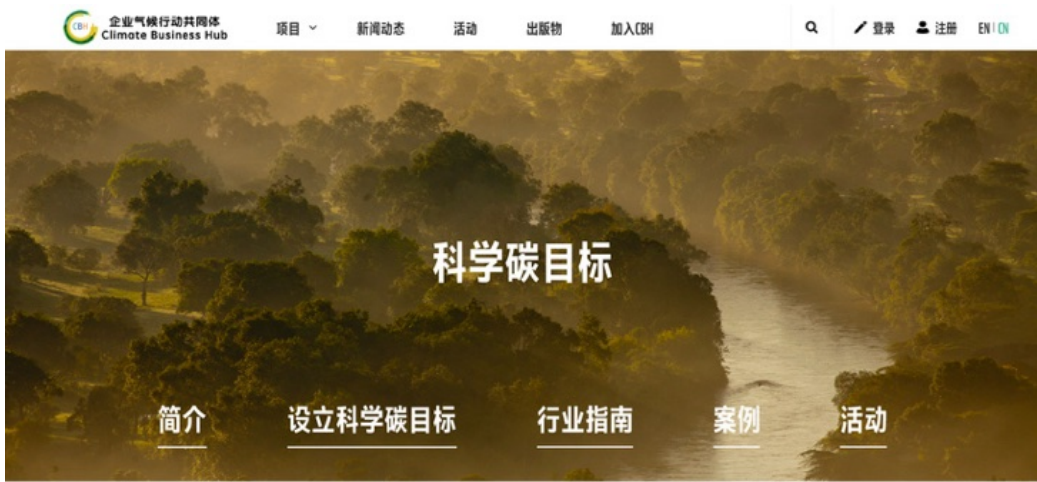 企业气候行动共同体
CBH
Climate Business Hub
项目
新闻动态
活动
出版物
加入CBH
登录
注册
EN | CN
科学碳目标
简介
设立科学碳目标
行业指南
案例
活动